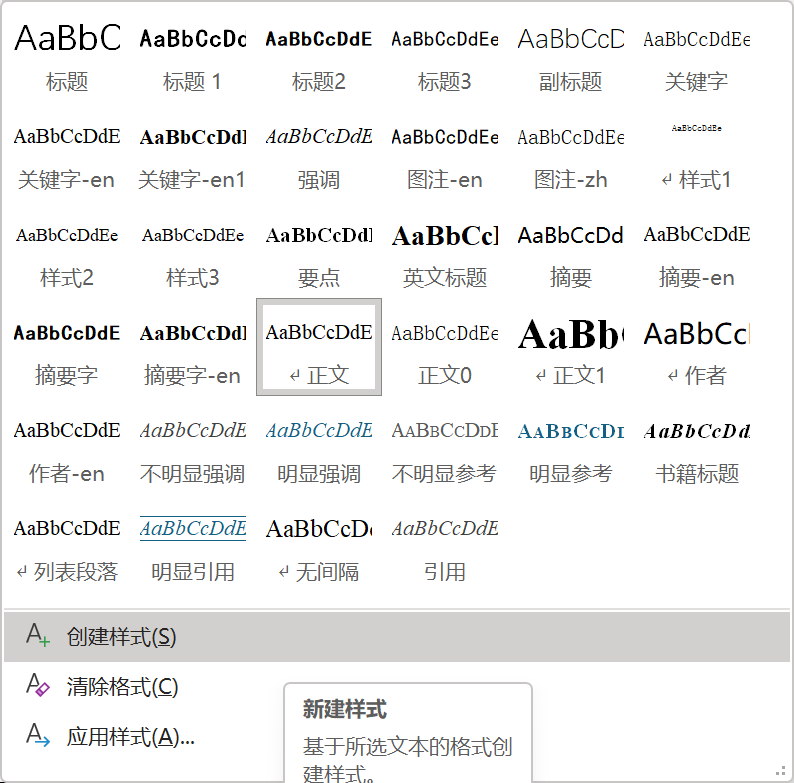 AaBbC AaBbCcDd AaBbCcDdE AaBbCcDdEe AaBbCcD AaBbCcDdEe
标题 标题 1 标题2 标题3 副标题 关键字
AaBbCcDdE AaBbCcDdI AaBbCcDdE AaBbCcDdEe AaBbCcDdEe AaBbCcDdEe
关键字-en 关键字-en1 强调 图注-en 图注-zh ↵ 样式1
AaBbCcDdEe AaBbCcDdEe AaBbCcDdI AaBbCcI AaBbCcDd AaBbCcDdE
样式2 样式3 要点 英文标题 摘要 摘要-en
AaBbCcDdE AaBbCcDdI AaBbCcDdE AaBbCcDdEe AaBb( AaBbCcI
摘要字 摘要字-en ↵ 正文 正文0 ↵ 正文1 ↵ 作者
AaBbCcDdE AaBbCcDdE AaBbCcDdE AaBbCcDdE AaBbCcDd AaBbCcDd
作者-en 不明显强调 明显强调 不明显参考 明显参考 书籍标题
AaBbCcDdE AaBbCcDdE AaBbCcDd AaBbCcDdE
↵ 列表段落 明显引用 ↵ 无间隔 引用
创建样式(S)
清除格式(C)
应用样式(A)...
新建样式
基于所选文本的格式创
建样式。